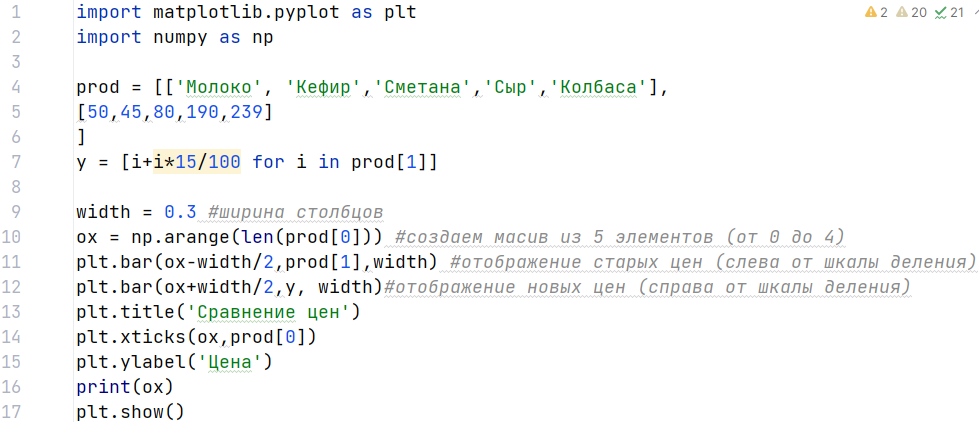 1 import matplotlib.pyplot as plt 2 20 21
2 import numpy as np
3
4 prod = [['Молоко', 'Кефир','Сметана','Сыр','Колбаса'],
5 [50,45,80,190,239]
6 ]
7 y = [i+i*15/100 for i in prod[1]]
8
9 width = 0.3 #ширина столбцов
10 ox = np.arange(len(prod[0])) #создаем масив из 5 элементов (от 0 до 4)
11 plt.bar(ox-width/2,prod[1],width) #отображение старых цен (слева от шкалы деления)
12 plt.bar(ox+width/2,y, width)#отображение новых цен (справа от шкалы деления)
13 plt.title('Сравнение цен')
14 plt.xticks(ox,prod[0])
15 plt.ylabel('Цена')
16 print(ox)
17 plt.show()